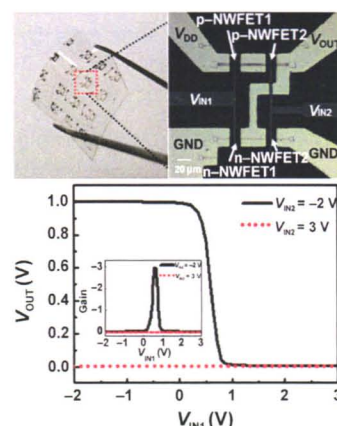 p-NWFET1
p-NWFET2
VDD
VOUT
VIN1
VIN2
GND
GND
n-NWFET2
20 μm
n-NWFET1
VOUT (V)
1.0
0.8
0.6
0.4
0.2
0.0
VIN2 = –2 V
VIN2 = 3 V
Gain
–3
–2
–1
0
= –2 V
= 3 V
–2 –1 0 1 2 3
VIN1 (V)
–2 –1 0 1 2 3
VIN1 (V)